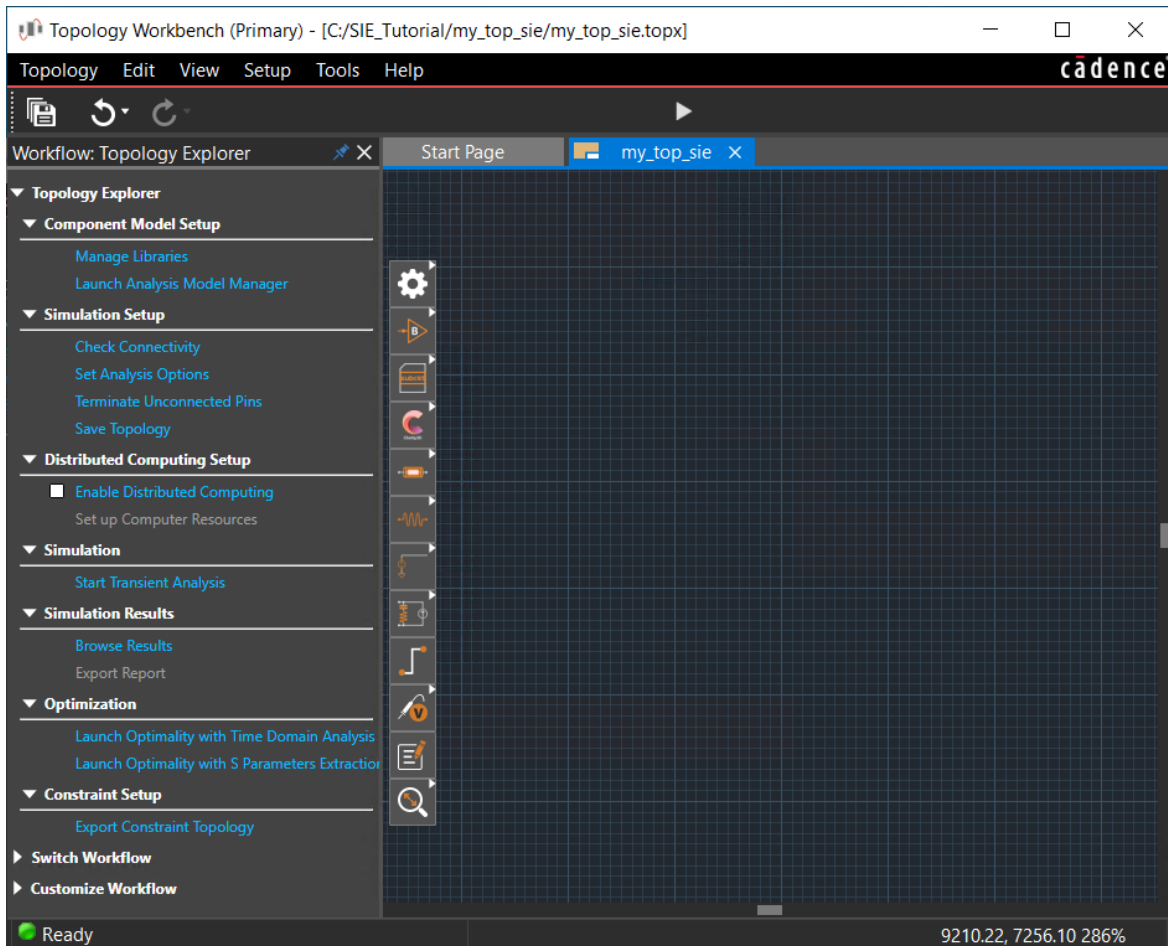 Topology Workbench (Primary) - [C:/SIE_Tutorial/my_top_sie/my_top_sie.topx]
Topology Edit View Setup Tools Help
cādence
Workflow: Topology Explorer
Start Page
my_top_sie
Topology Explorer
Component Model Setup
Manage Libraries
Launch Analysis Model Manager
Simulation Setup
Check Connectivity
Set Analysis Options
Terminate Unconnected Pins
Save Topology
Distributed Computing Setup
Enable Distributed Computing
Set up Computer Resources
Simulation
Start Transient Analysis
Simulation Results
Browse Results
Export Report
Optimization
Launch Optimality with Time Domain Analysis
Launch Optimality with S Parameters Extraction
Constraint Setup
Export Constraint Topology
Switch Workflow
Customize Workflow
B
V
Ready
9210.22, 7256.10 286%